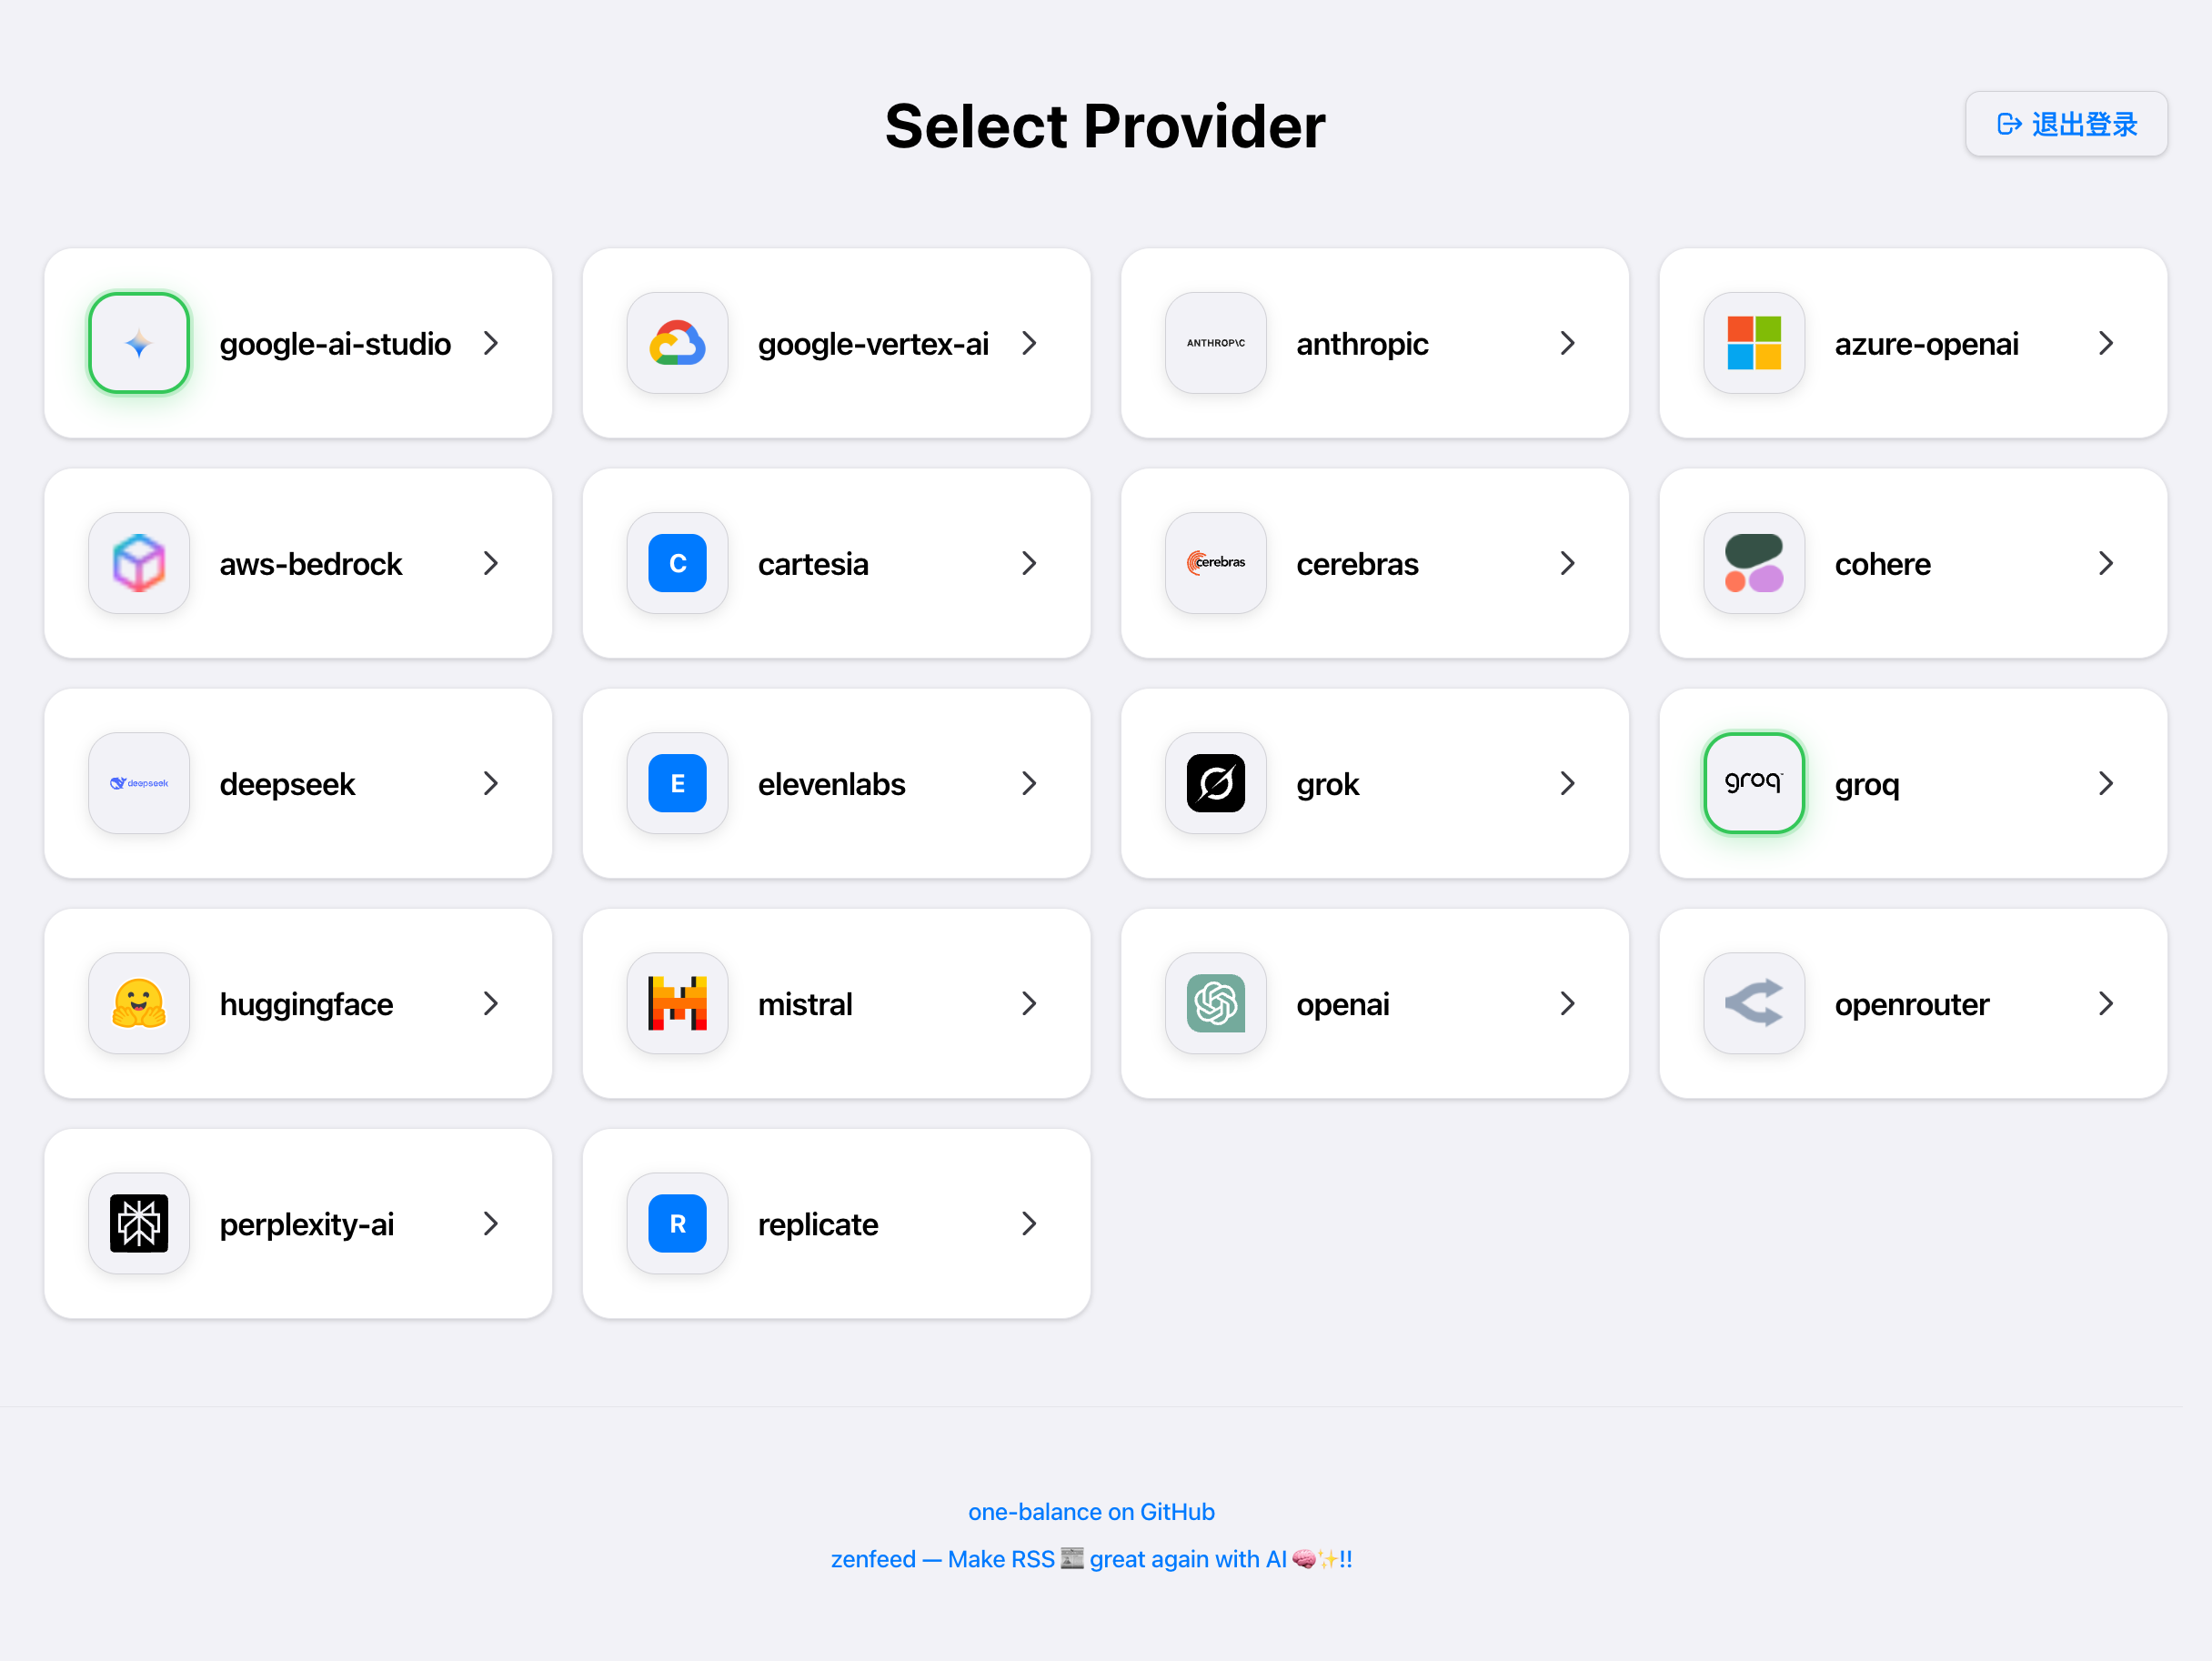 Select Provider
退出登录
google-ai-studio
google-vertex-ai
ANTHROP\C
anthropic
azure-openai
aws-bedrock
C
cartesia
cerebras
cerebras
cohere
deepseek
deepseek
E
elevenlabs
grok
groq
groq
huggingface
mistral
openai
openrouter
perplexity-ai
R
replicate
one-balance on GitHub
zenfeed — Make RSS 📰 great again with AI 🧠✨!!